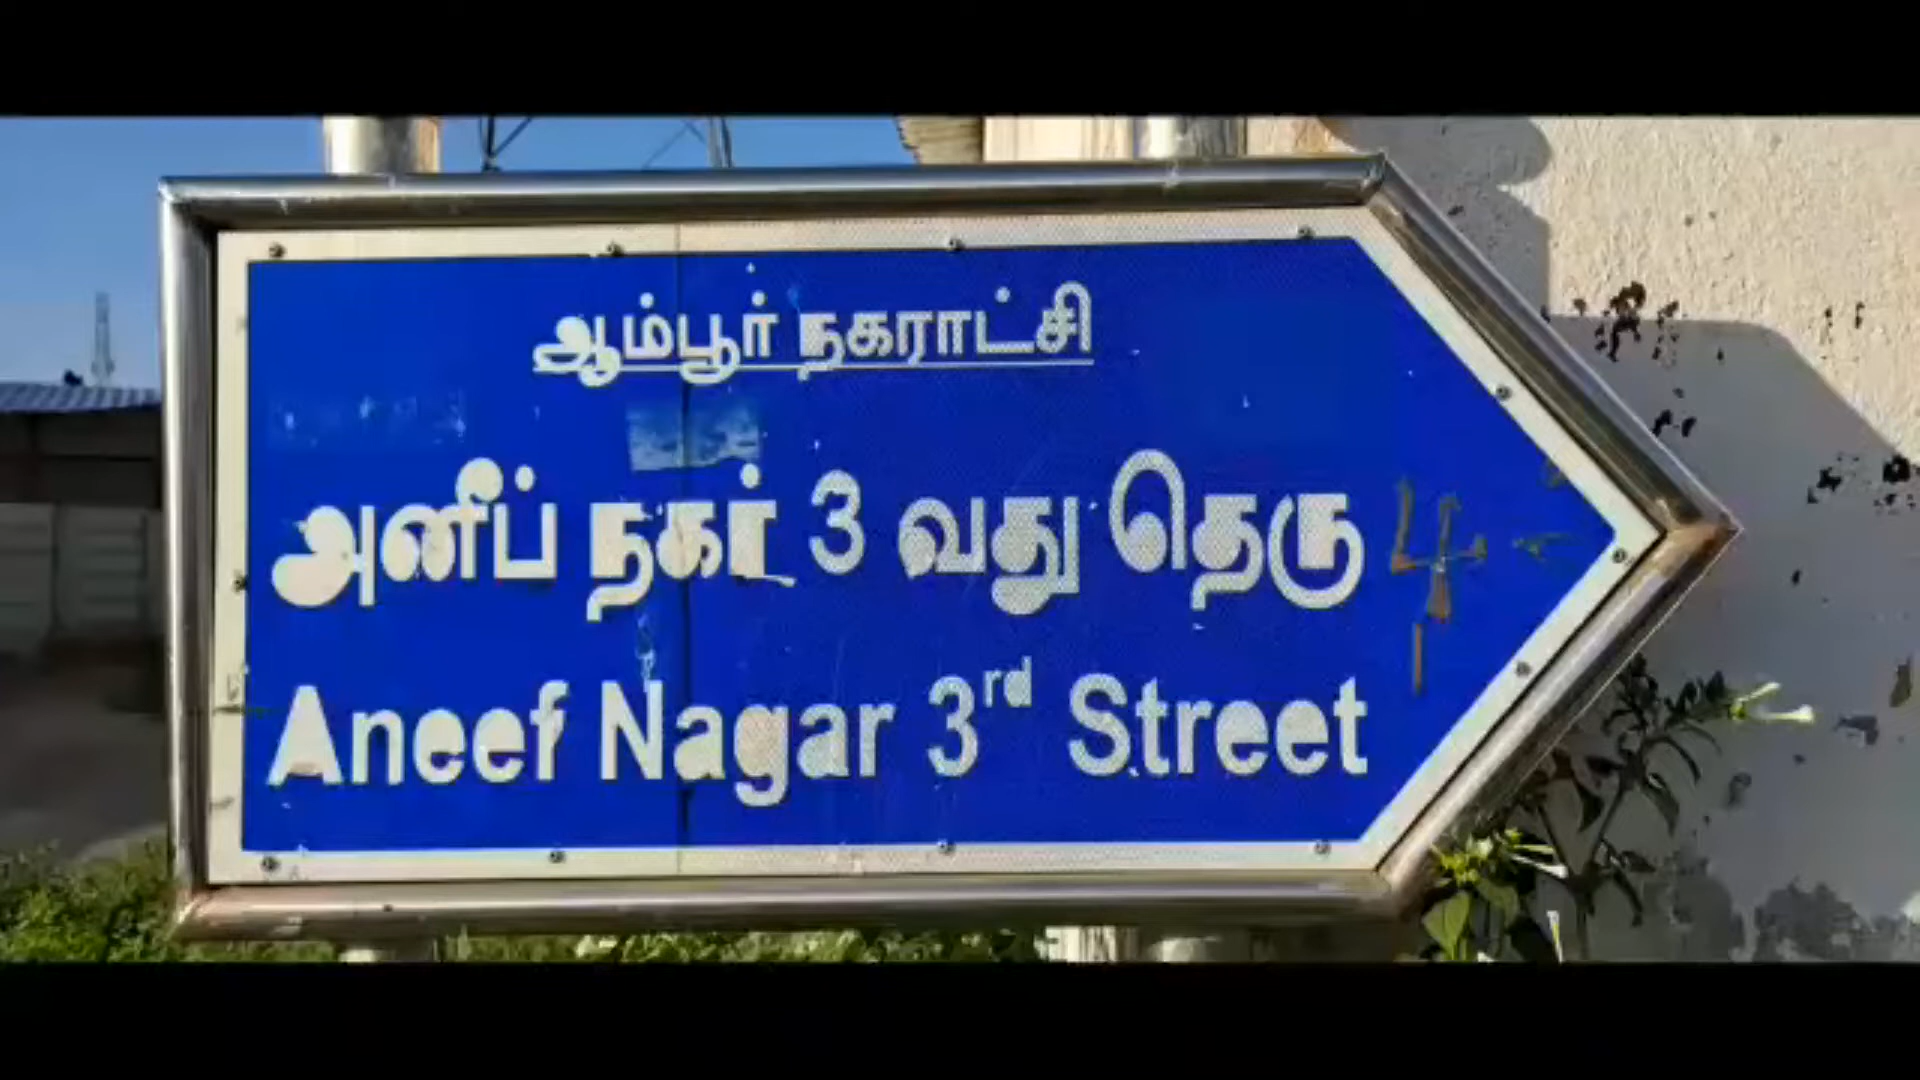 ஆம்பூர் நகராட்சி
அனீப் நகர் 3 வது தெரு
Aneef Nagar 3rd Street